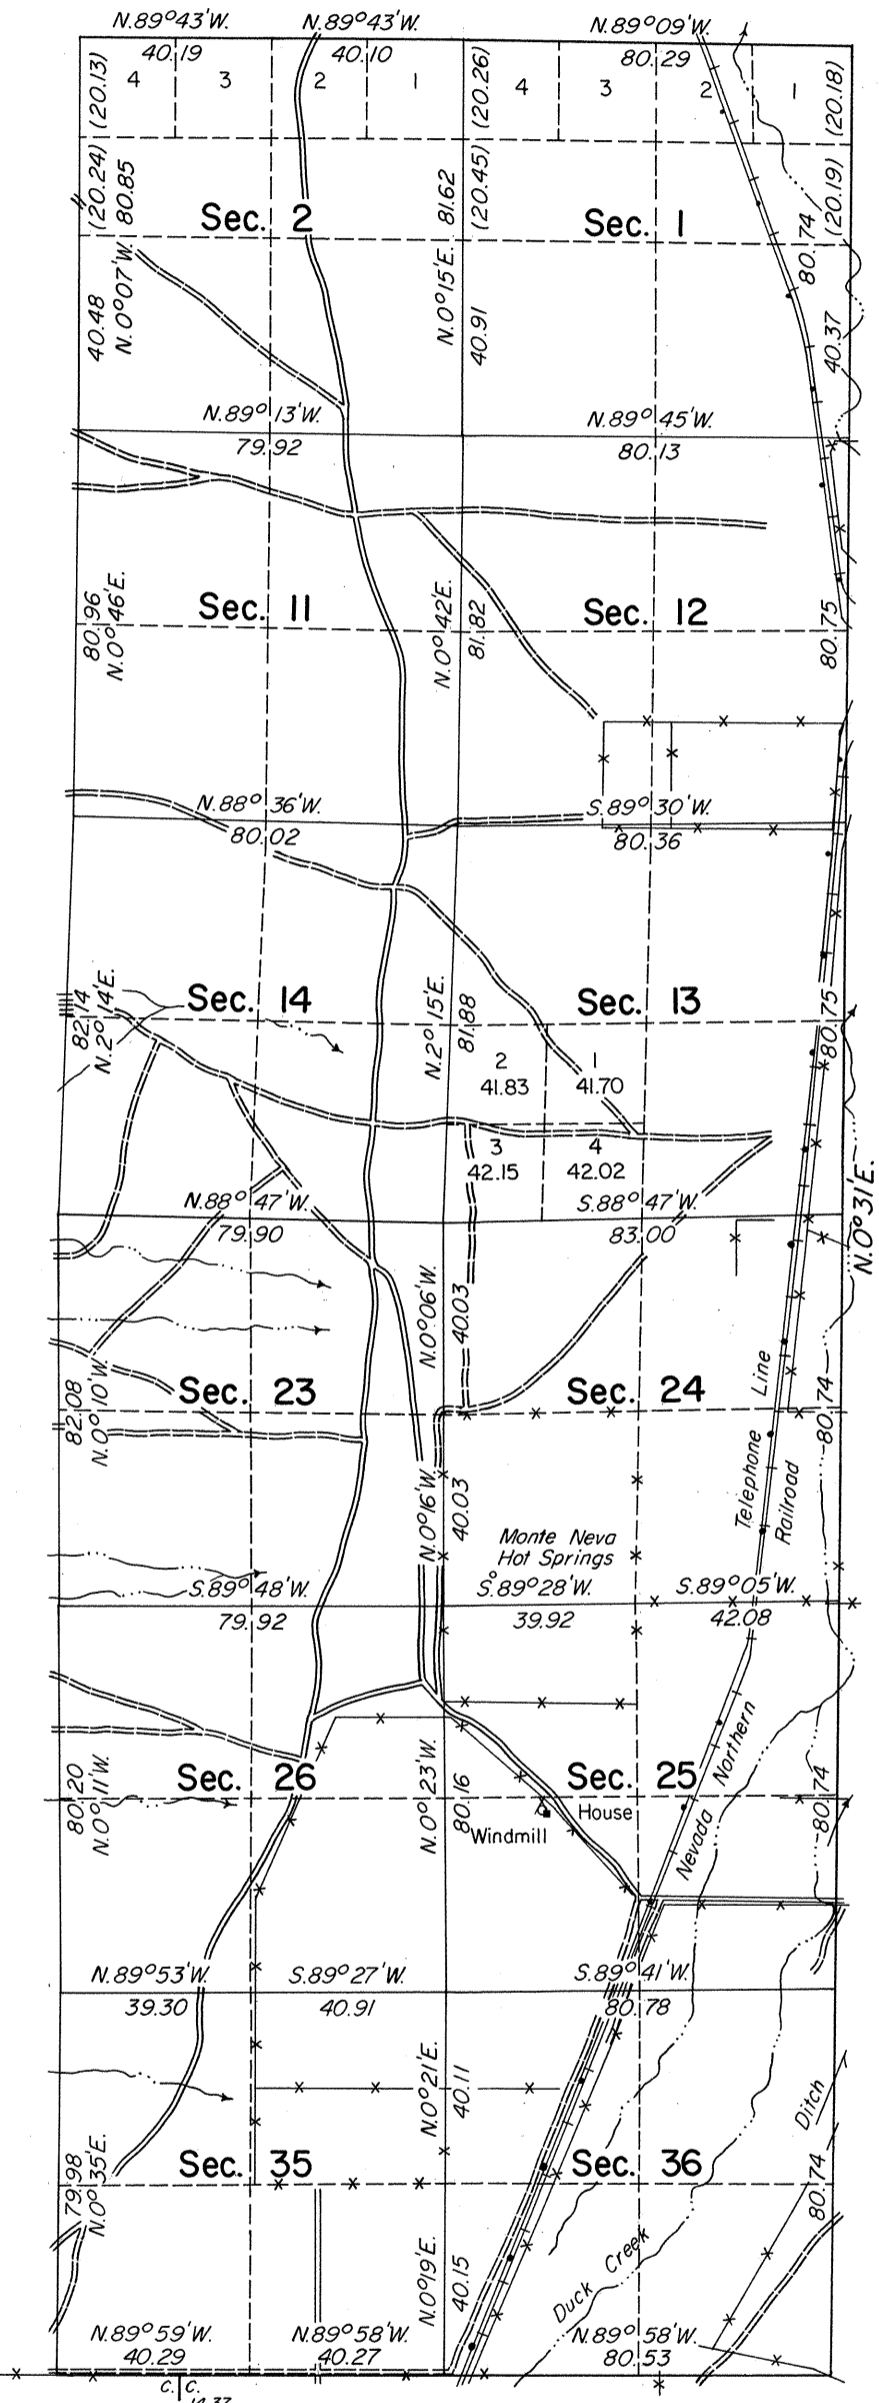 N.89°43'W.
N.89°43'W.
N.89°09'W.
40.19
40.10
80.29
4
3
2
1
4
3
2
1
(20.13)
(20.26)
(20.18)
(20.24)
80.85
81.62
(20.45)
80.74
(20.19)
Sec. 2
Sec. 1
40.48
N.0°07'W.
N.0°15'E.
40.91
40.37
N.89°13'W.
79.92
N.89°45'W.
80.13
80.96
N.0°46'E.
Sec. 11
N.0°42'E.
81.82
Sec. 12
80.75
N.88°36'W.
80.02
S.89°30'W.
80.36
82.14
N.2°14'E.
Sec. 14
N.2°15'E.
81.88
Sec. 13
80.75
2
41.83
1
41.70
3
42.15
4
42.02
N.88°47'W.
79.90
S.88°47'W.
83.00
N.0°31'E.
N.0°06'W.
40.03
82.08
N.0°10'W.
Sec. 23
Sec. 24
80.74
Telephone Line
Railroad
N.0°16'W.
40.03
Monte Neva
Hot Springs
S.89°48'W.
79.92
S.89°28'W.
39.92
S.89°05'W.
42.08
80.20
N.0°11'W.
Sec. 26
N.0°23'W.
80.16
Sec. 25
House
Windmill
Nevada Northern
80.74
N.89°53'W.
39.30
S.89°27'W.
40.91
S.89°41'W.
80.78
N.0°21'E.
40.11
Ditch
79.98
N.0°35'E.
Sec. 35
Sec. 36
80.74
N.0°19'E.
40.15
Duck Creek
N.89°59'W.
40.29
N.89°58'W.
40.27
N.89°58'W.
80.53
C. C.